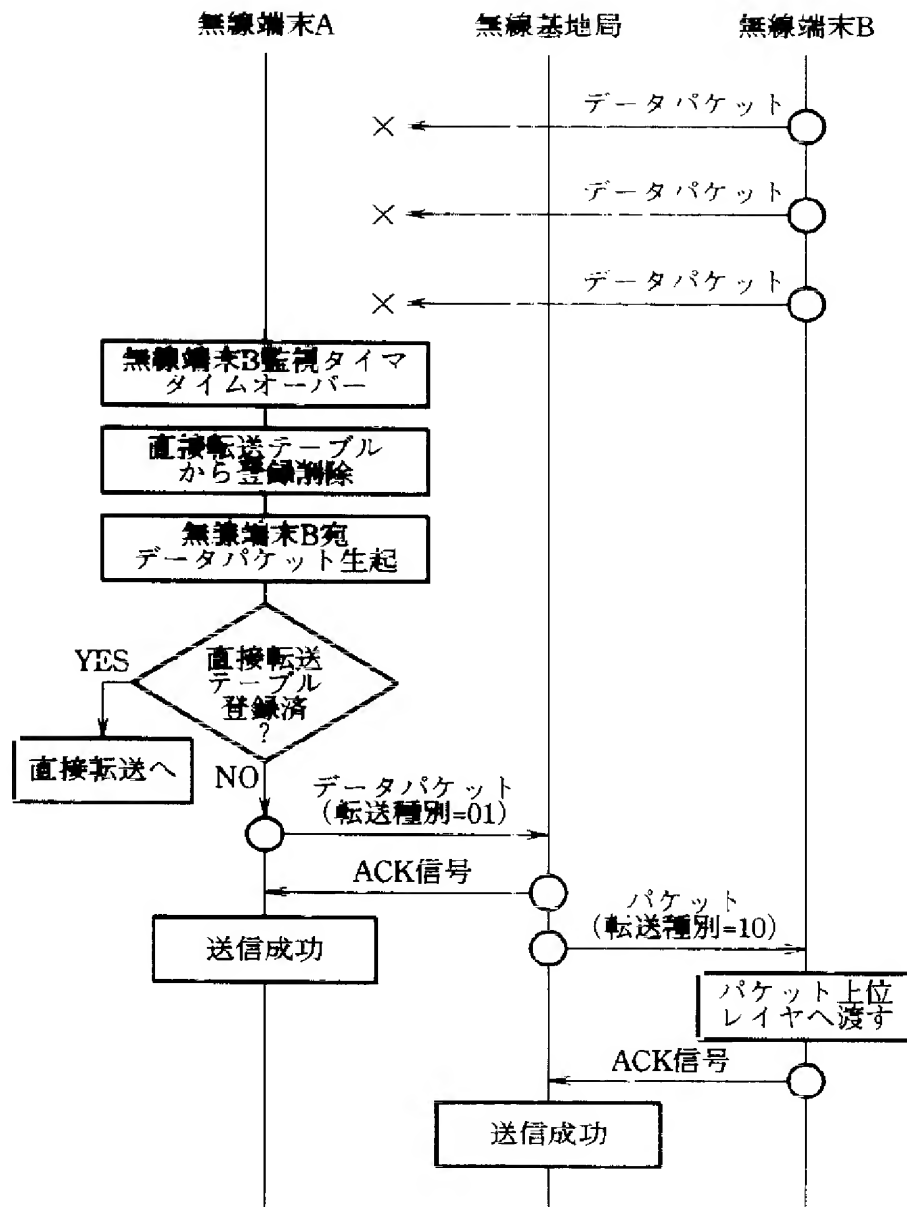 無線端末A
無線基地局
無線端末B
データパケット
×
データパケット
×
データパケット
×
無線端末B監視タイマ
タイムオーバー
直接転送テーブル
から登録削除
無線端末B宛
データパケット生起
YES
直接転送
テーブル
登録済
?
直接転送へ
NO
データパケット
(転送種別=01)
ACK信号
パケット
(転送種別=10)
送信成功
パケット上位
レイヤへ渡す
ACK信号
送信成功